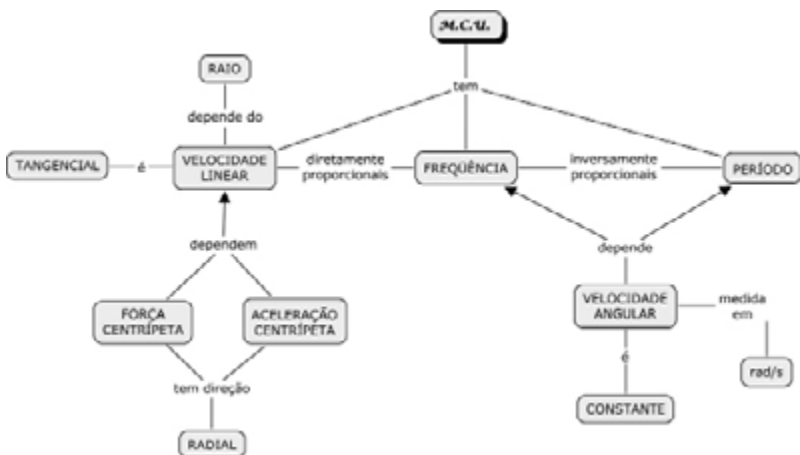 M.C.U.
RAIO
tem
depende do
TANGENCIAL
é
VELOCIDADE
LINEAR
diretamente
proporcionais
FREQÜÊNCIA
inversamente
proporcionais
PERÍODO
dependem
depende
FORÇA
CENTRÍPETA
ACELERAÇÃO
CENTRÍPETA
VELOCIDADE
ANGULAR
medida
em
é
rad/s
tem direção
CONSTANTE
RADIAL